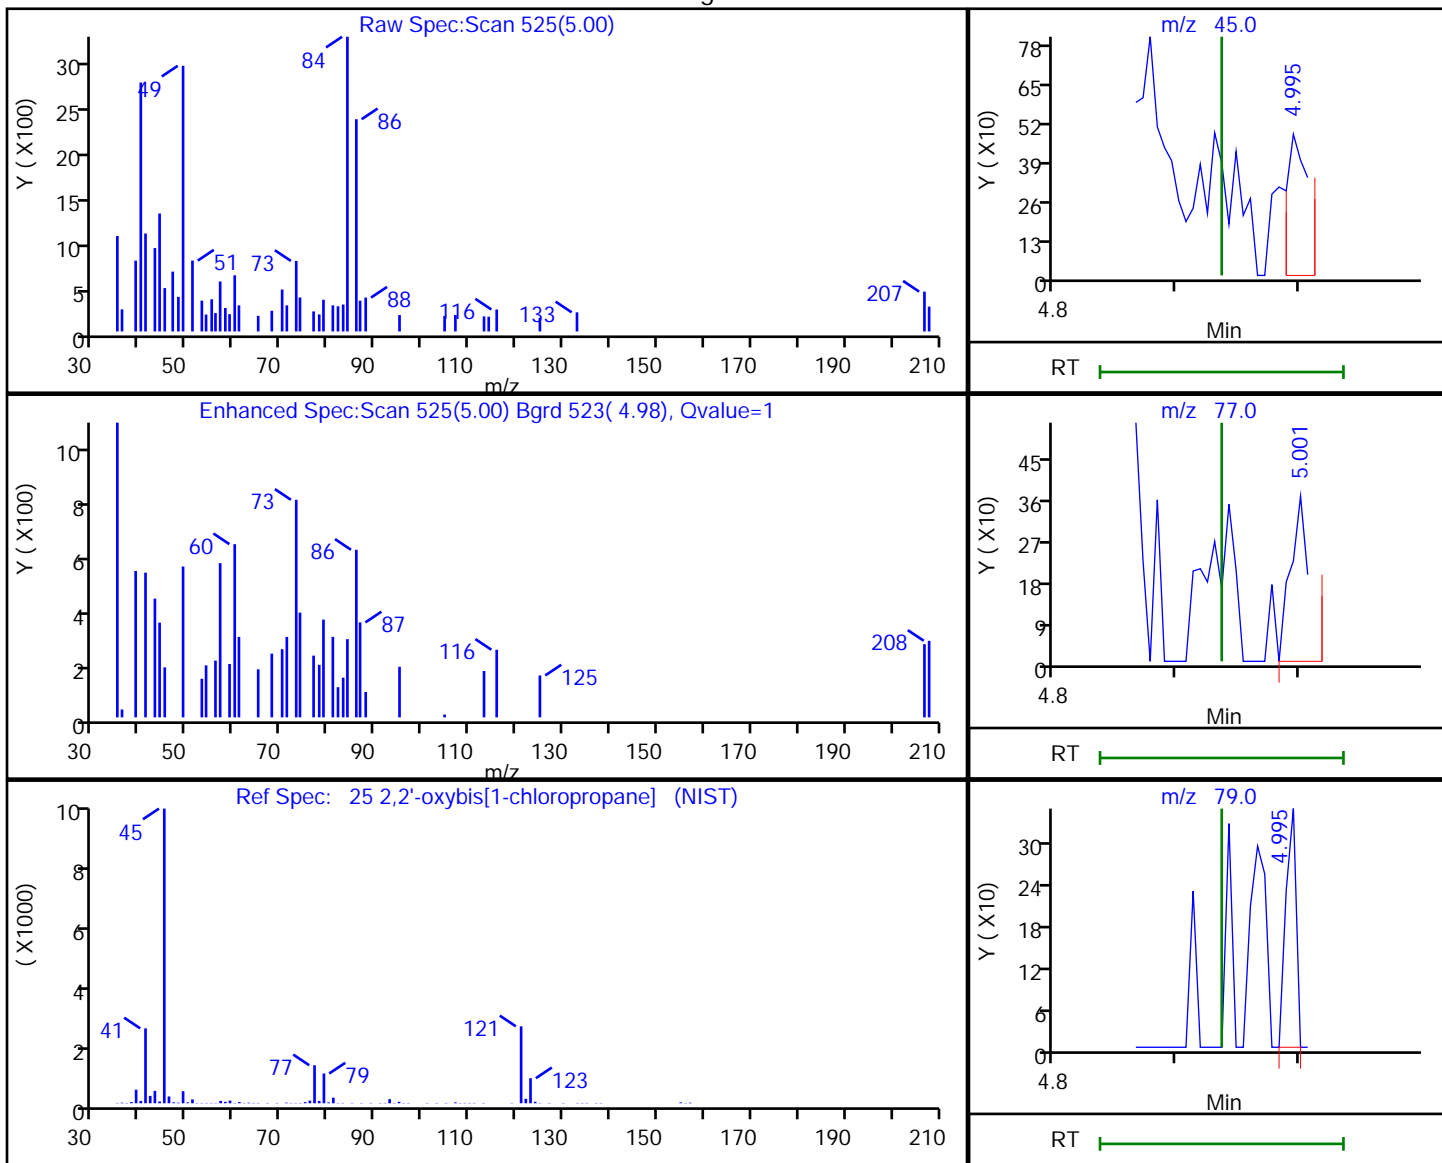 Raw Spec:Scan 525(5.00)
Y ( X100)
30
25
20
15
10
5
0
49
84
86
51
73
88
116
133
207
30 50 70 90 110 130 150 170 190 210
m/z
m/z 45.0
Y ( X10)
78
65
52
39
26
13
0
4.995
4.8
Min
RT
Enhanced Spec:Scan 525(5.00) Bgrd 523( 4.98), Qvalue=1
Y ( X100)
10
8
6
4
2
0
73
60
86
87
116
125
208
30 50 70 90 110 130 150 170 190 210
m/z
m/z 77.0
Y ( X10)
45
36
27
18
9
0
5.001
4.8
Min
RT
Ref Spec: 25 2,2'-oxybis[1-chloropropane] (NIST)
( X1000)
10
8
6
4
2
0
45
41
77
79
121
123
30 50 70 90 110 130 150 170 190 210
m/z 79.0
Y ( X10)
30
24
18
12
6
0
4.995
4.8
Min
RT